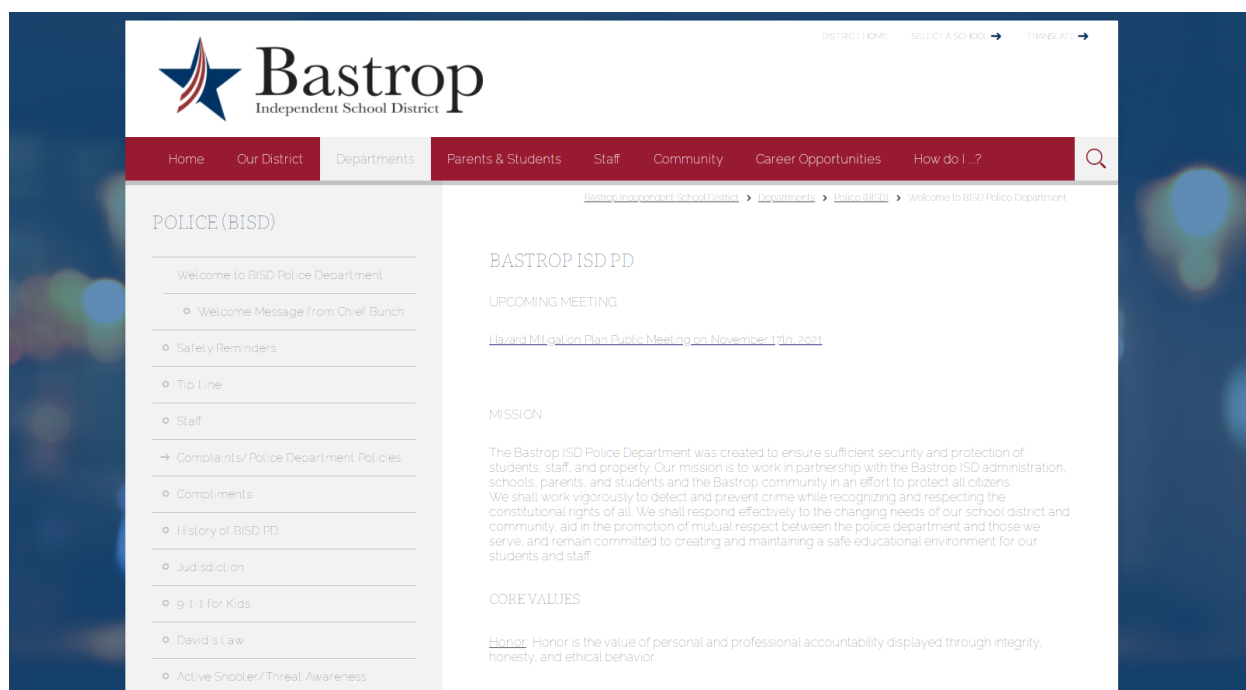 DISTRICT HOME SELECT A SCHOOL TRANSLATE
Bastrop
Independent School District
Home Our District Departments Parents & Students Staff Community Career Opportunities How do I ...?
Bastrop Independent School District > Departments > Police (BISD) > Welcome to BISD Police Department
POLICE (BISD)
Welcome to BISD Police Department
Welcome Message from Chief Bunch
Safety Reminders
Tip Line
Staff
Complaints/Police Department Policies
Compliments
History of BISD PD
Judisdiction
9-1-1 for Kids
David's Law
Active Shooter/Threat Awareness
BASTROP ISD PD
UPCOMING MEETING
Hazard Mitigation Plan Public Meeting on November 17th, 2021
MISSION
The Bastrop ISD Police Department was created to ensure sufficient security and protection of
students, staff, and property. Our mission is to work in partnership with the Bastrop ISD administration,
schools, parents, and students and the Bastrop community in an effort to protect all citizens.
We shall work vigorously to detect and prevent crime while recognizing and respecting the
constitutional rights of all. We shall respond effectively to the changing needs of our school district and
community, aid in the promotion of mutual respect between the police department and those we
serve, and remain committed to creating and maintaining a safe educational environment for our
students and staff.
CORE VALUES
Honor: Honor is the value of personal and professional accountability displayed through integrity,
honesty, and ethical behavior.